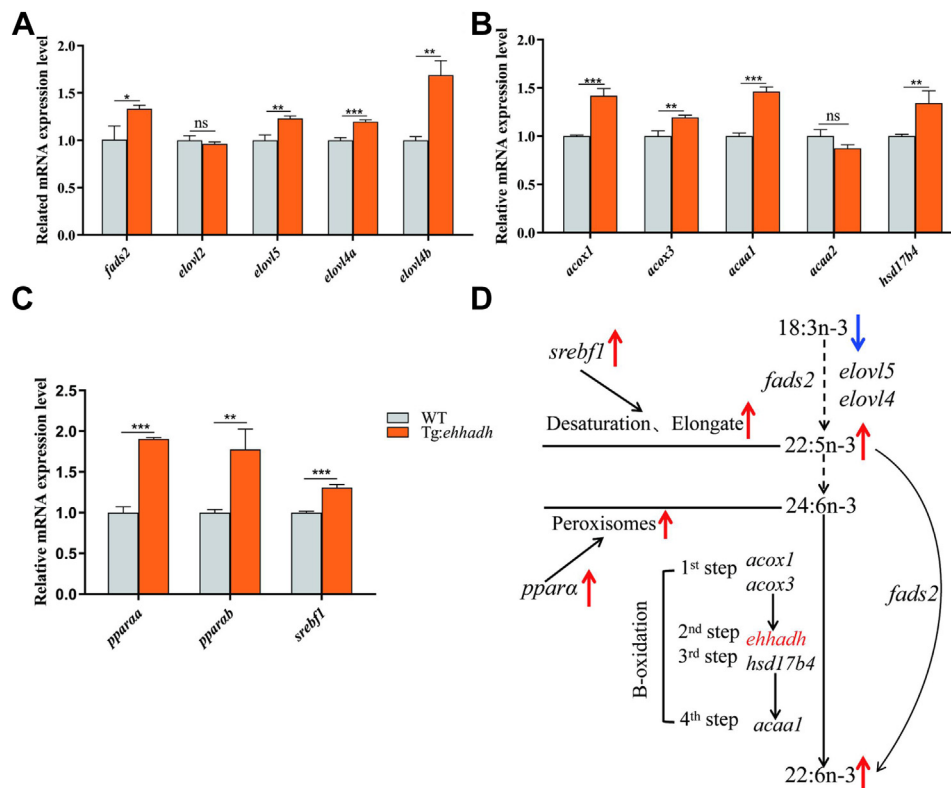 A
Related mRNA expression level
2.0
1.5
1.0
0.5
0.0
*
ns
**
***
**
fads2
elovl2
elovl5
elovl4a
elovl4b
B
Relative mRNA expression level
2.0
1.5
1.0
0.5
0.0
***
**
***
ns
**
acox1
acox3
acaa1
acaa2
hsd17b4
C
Relative mRNA expression level
2.5
2.0
1.5
1.0
0.5
0.0
***
**
***
pparαa
pparαb
srebf1
WT
Tg:ehhadh
D
18:3n-3
srebf1
fads2
elovl5
elovl4
Desaturation、Elongate
22:5n-3
24:6n-3
Peroxisomes
pparα
B-oxidation
1st step
acox1
acox3
2nd step
ehhadh
3rd step
hsd17b4
4th step
acaa1
fads2
22:6n-3